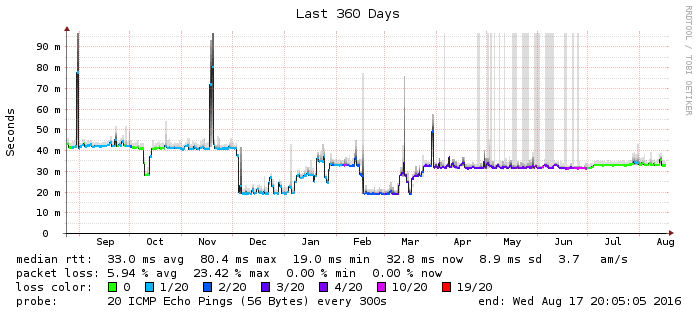 Last 360 Days
RRDTOOL / TOBI OETIKER
Seconds
90 m
80 m
70 m
60 m
50 m
40 m
30 m
20 m
10 m
0
Sep Oct Nov Dec Jan Feb Mar Apr May Jun Jul Aug
median rtt: 33.0 ms avg 80.4 ms max 19.0 ms min 32.8 ms now 8.9 ms sd 3.7 am/s
packet loss: 5.94 % avg 23.42 % max 0.00 % min 0.00 % now
loss color: 0 1/20 2/20 3/20 4/20 10/20 19/20
probe: 20 ICMP Echo Pings (56 Bytes) every 300s end: Wed Aug 17 20:05:05 2016